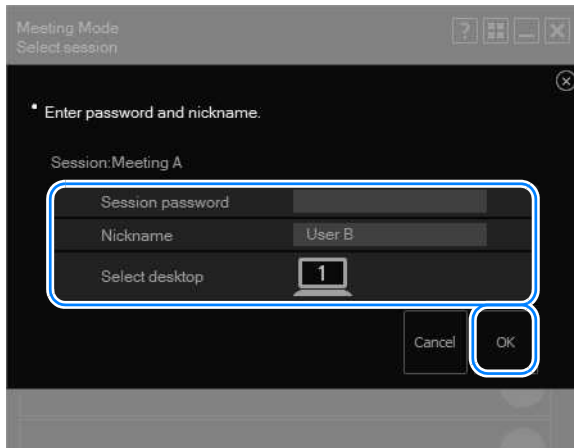 Meeting Mode
Select session
?
• Enter password and nickname.
Session:Meeting A
Session password
Nickname User B
Select desktop 1
Cancel OK